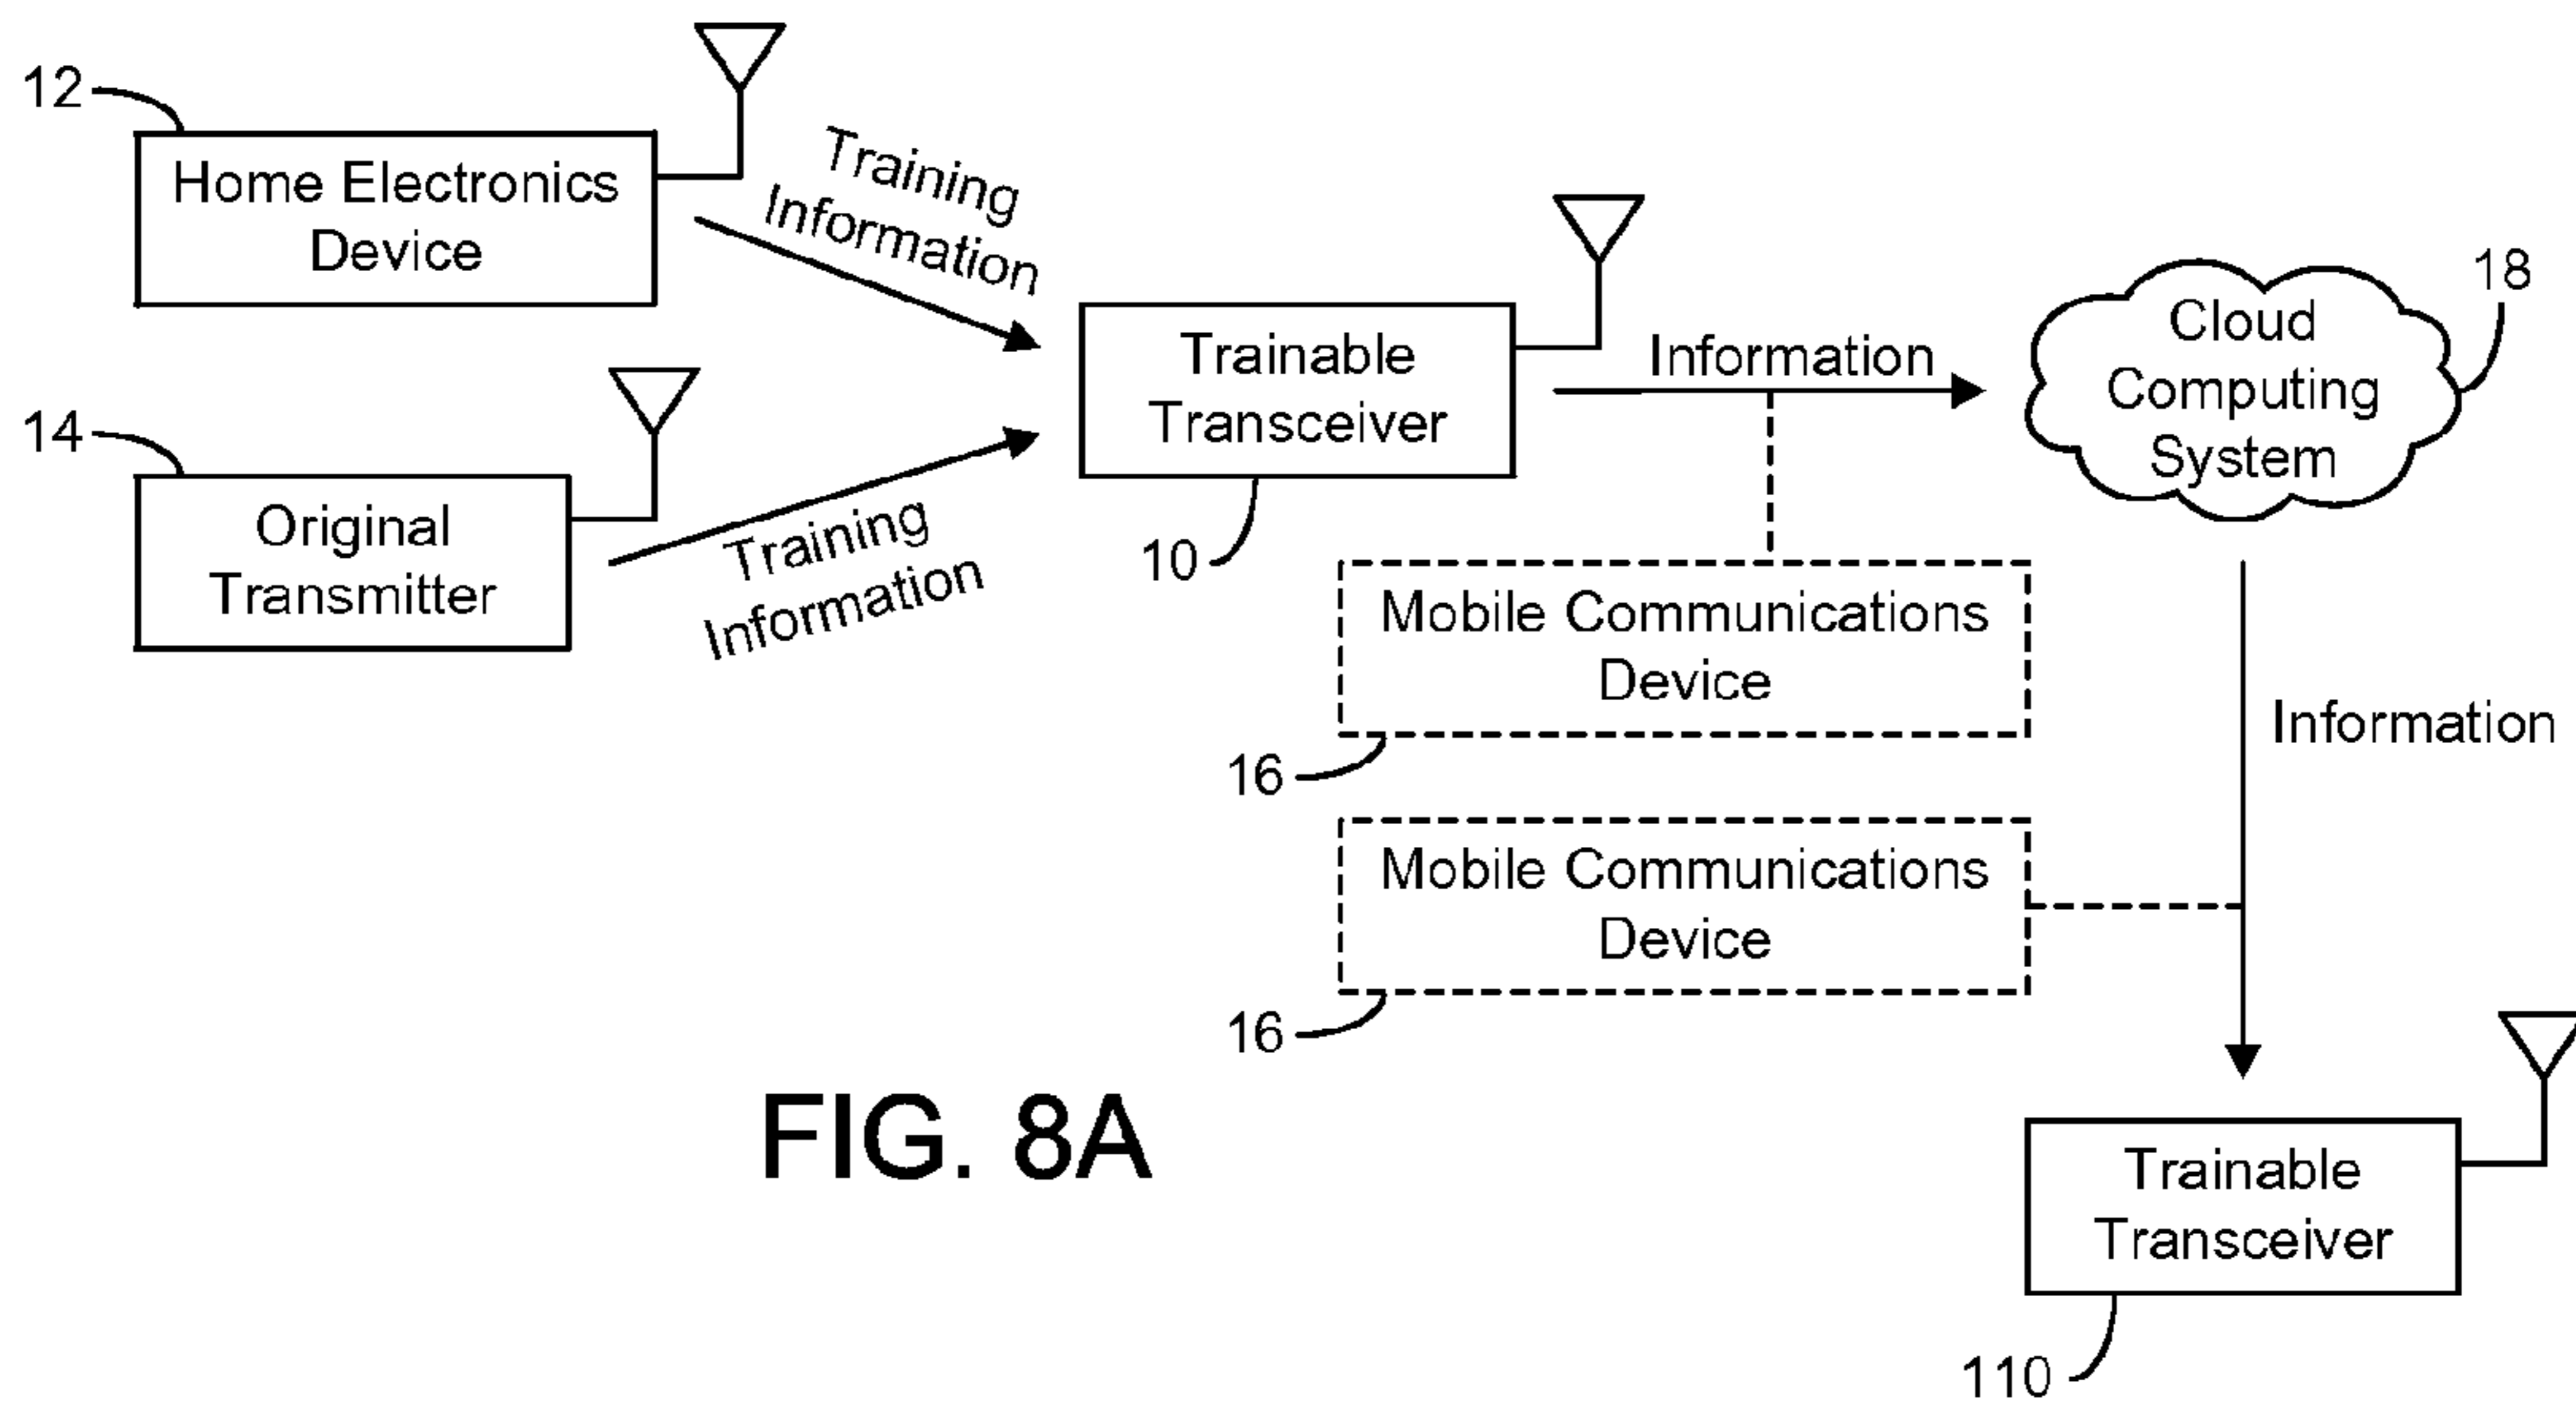 12
Home Electronics
Device
Training
Information
14
Original
Transmitter
Training
Information
Trainable
Transceiver
10
Information
Cloud
Computing
System
18
Mobile Communications
Device
16
Information
Mobile Communications
Device
16
FIG. 8A
Trainable
Transceiver
110